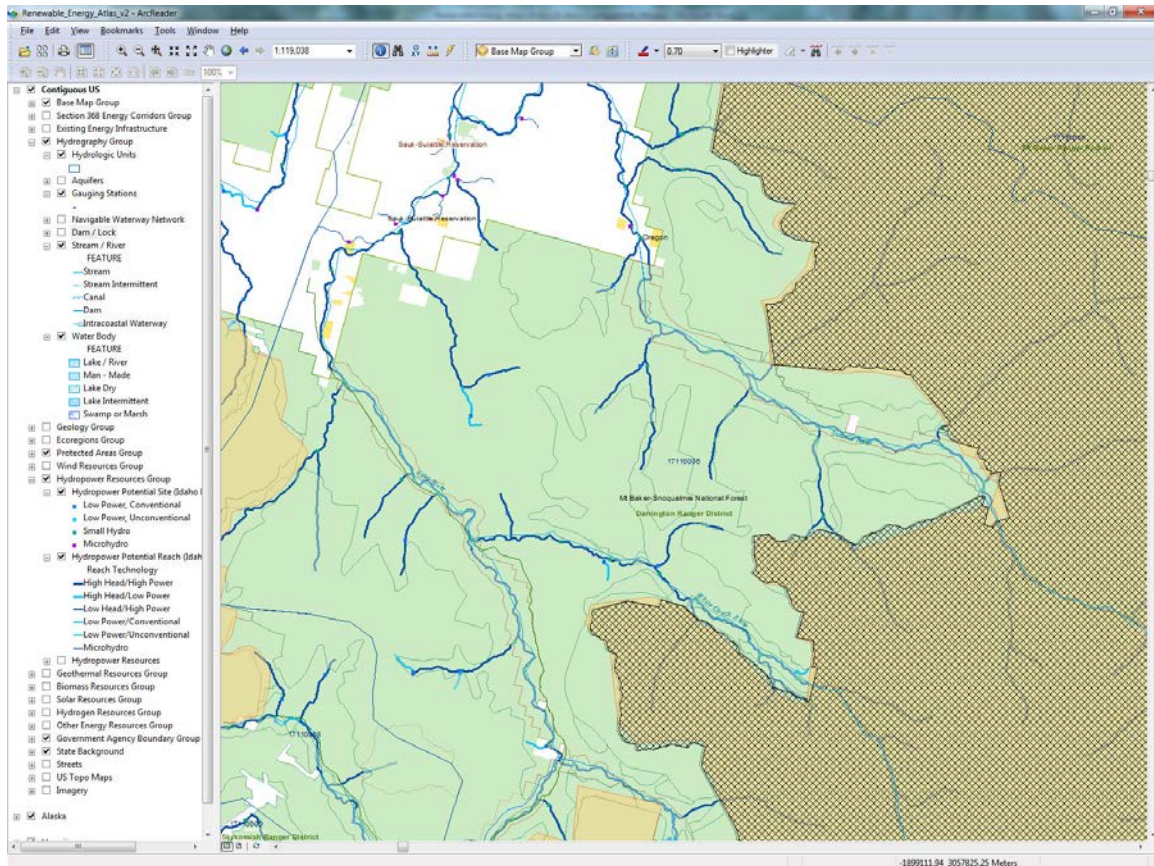 Renewable_Energy_Atlas_v2 - ArcReader
File Edit View Bookmarks Tools Window Help
1:119,038
Base Map Group
0.70
Highlighter
100%
Contiguous US
Base Map Group
Section 368 Energy Corridors Group
Existing Energy Infrastructure
Hydrography Group
Hydrologic Units
Aquifers
Gauging Stations
Navigable Waterway Network
Dam / Lock
Stream / River
FEATURE
Stream
Stream Intermittent
Canal
Dam
Intracoastal Waterway
Water Body
FEATURE
Lake / River
Man - Made
Lake Dry
Lake Intermittent
Swamp or Marsh
Geology Group
Ecoregions Group
Protected Areas Group
Wind Resources Group
Hydropower Resources Group
Hydropower Potential Site (Idaho
Low Power, Conventional
Low Power, Unconventional
Small Hydro
Microhydro
Hydropower Potential Reach (Idah
Reach Technology
High Head/High Power
High Head/Low Power
Low Head/High Power
Low Power/Conventional
Low Power/Unconventional
Microhydro
Hydropower Resources
Geothermal Resources Group
Biomass Resources Group
Solar Resources Group
Hydrogen Resources Group
Other Energy Resources Group
Government Agency Boundary Group
State Background
Streets
US Topo Maps
Imagery
Alaska
Sauk-Suiattle Reservation
Sauk-Suiattle Reservation
Oregon
17110006
Mt Baker-Snoqualmie National Forest
Darrington Ranger District
Skykomish Ranger District
-1899111.94 3057825.25 Meters